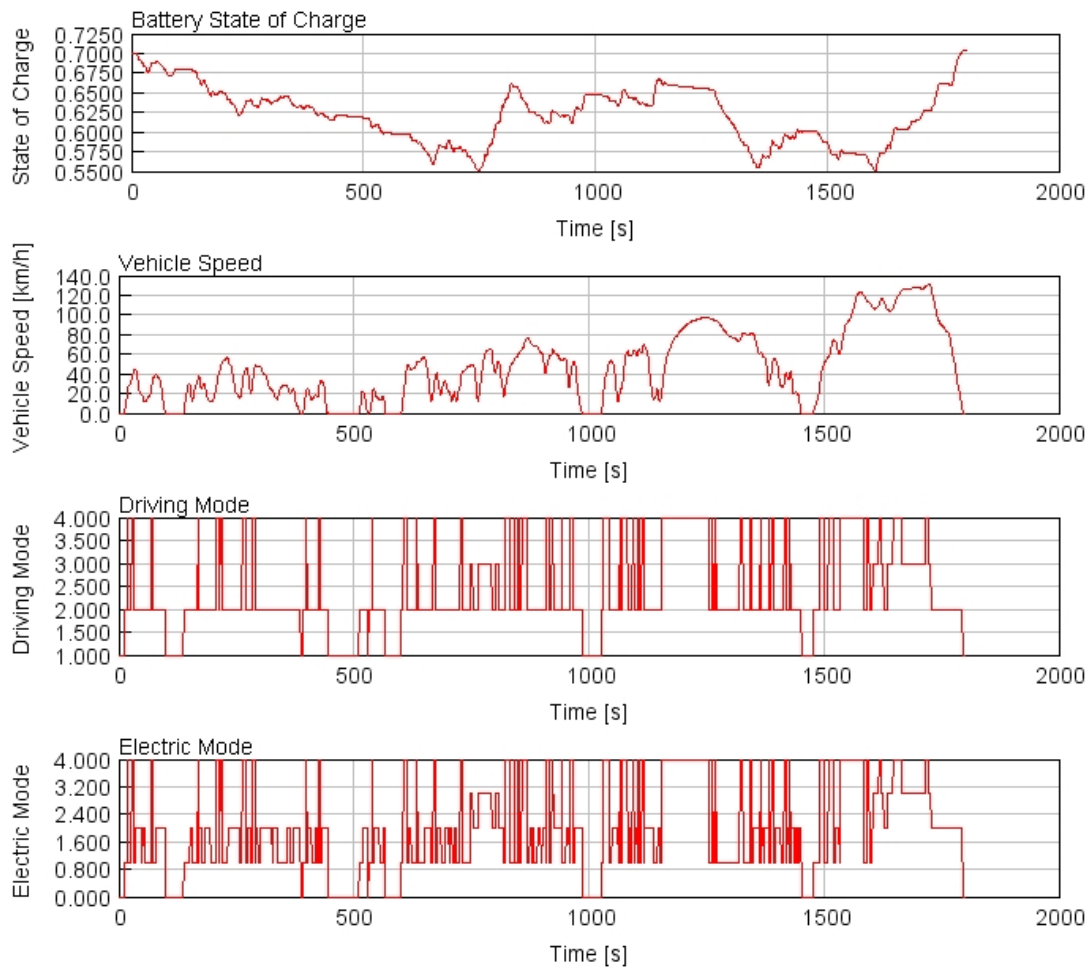 Battery State of Charge
State of Charge
0.7250
0.7000
0.6750
0.6500
0.6250
0.6000
0.5750
0.5500
0 500 1000 1500 2000
Time [s]
Vehicle Speed
Vehicle Speed [km/h]
140.0
120.0
100.0
80.0
60.0
40.0
20.0
0.0
0 500 1000 1500 2000
Time [s]
Driving Mode
Driving Mode
4.000
3.500
3.000
2.500
2.000
1.500
1.000
0 500 1000 1500 2000
Time [s]
Electric Mode
Electric Mode
4.000
3.200
2.400
1.600
0.800
0.000
0 500 1000 1500 2000
Time [s]